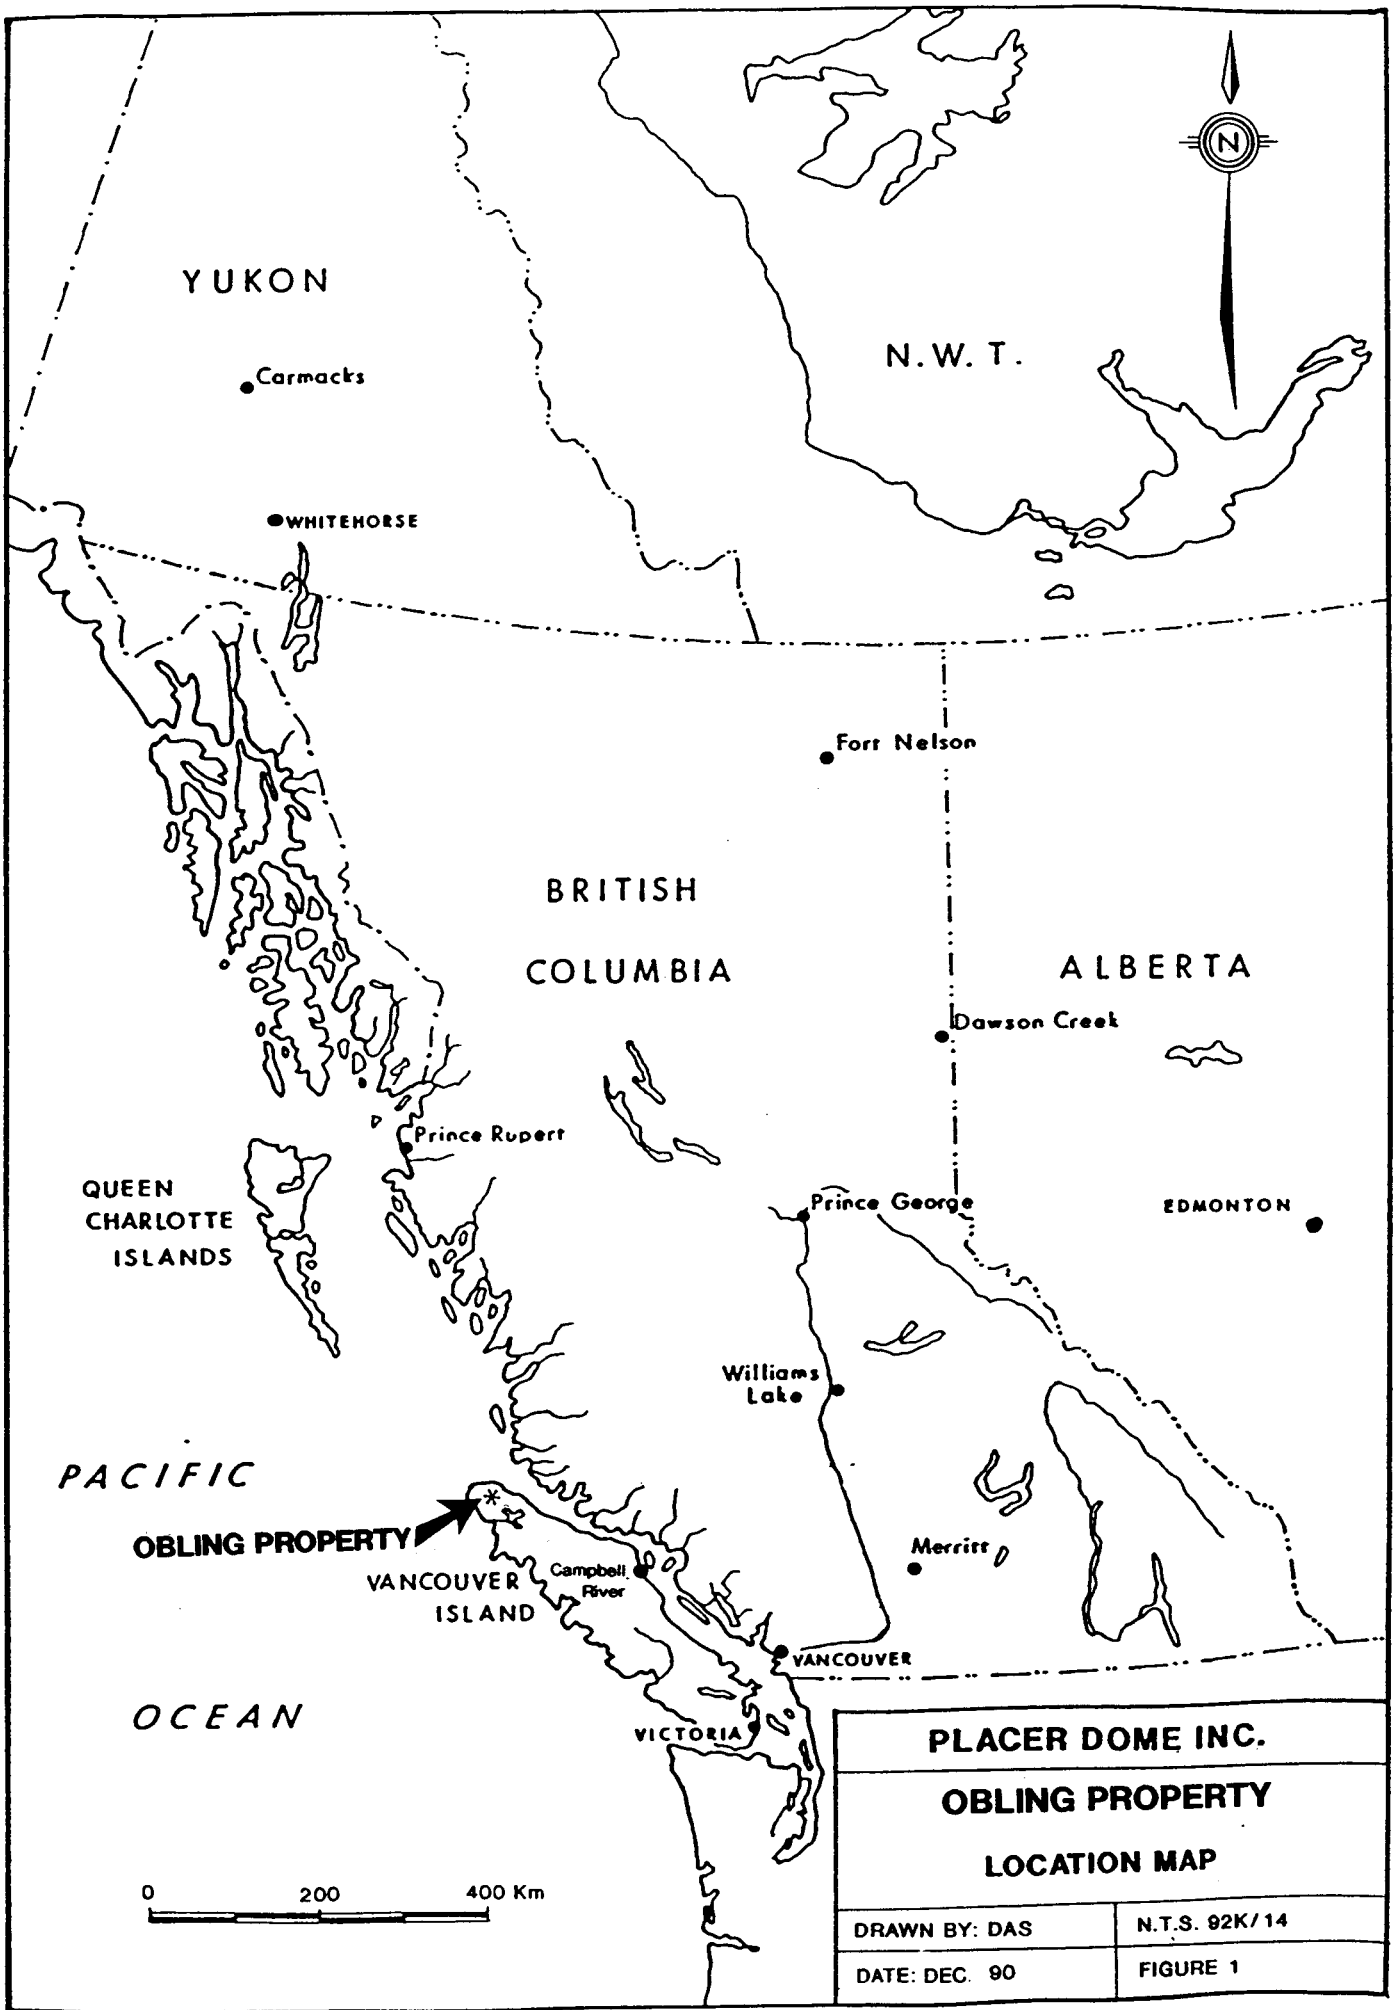 N
YUKON
N.W.T.
Carmacks
WHITEHORSE
Fort Nelson
BRITISH
COLUMBIA
ALBERTA
Dawson Creek
Prince Rupert
QUEEN
CHARLOTTE
ISLANDS
Prince George
EDMONTON
Williams
Lake
PACIFIC
OBLING PROPERTY
Merritt
VANCOUVER
ISLAND
Campbell
River
VANCOUVER
OCEAN
VICTORIA
PLACER DOME INC.
OBLING PROPERTY
LOCATION MAP
0 200 400 Km
DRAWN BY: DAS
N.T.S. 92K/14
DATE: DEC. 90
FIGURE 1